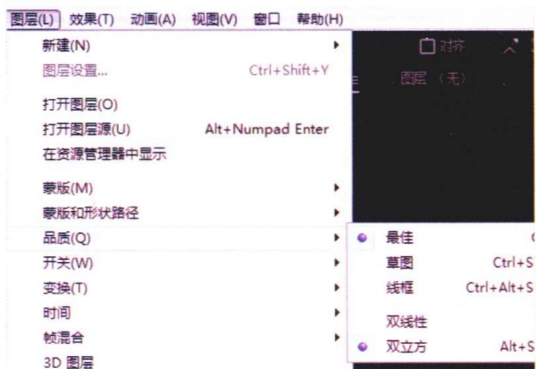 图层(L) 效果(T) 动画(A) 视图(V) 窗口 帮助(H)
新建(N)
对齐
图层设置... Ctrl+Shift+Y
图层 (无)
打开图层(O)
打开图层源(U) Alt+Numpad Enter
在资源管理器中显示
蒙版(M)
蒙版和形状路径
品质(Q)
最佳
开关(W)
草图 Ctrl+S
变换(T)
线框 Ctrl+Alt+S
时间
双线性
帧混合
双立方 Alt+S
3D 图层